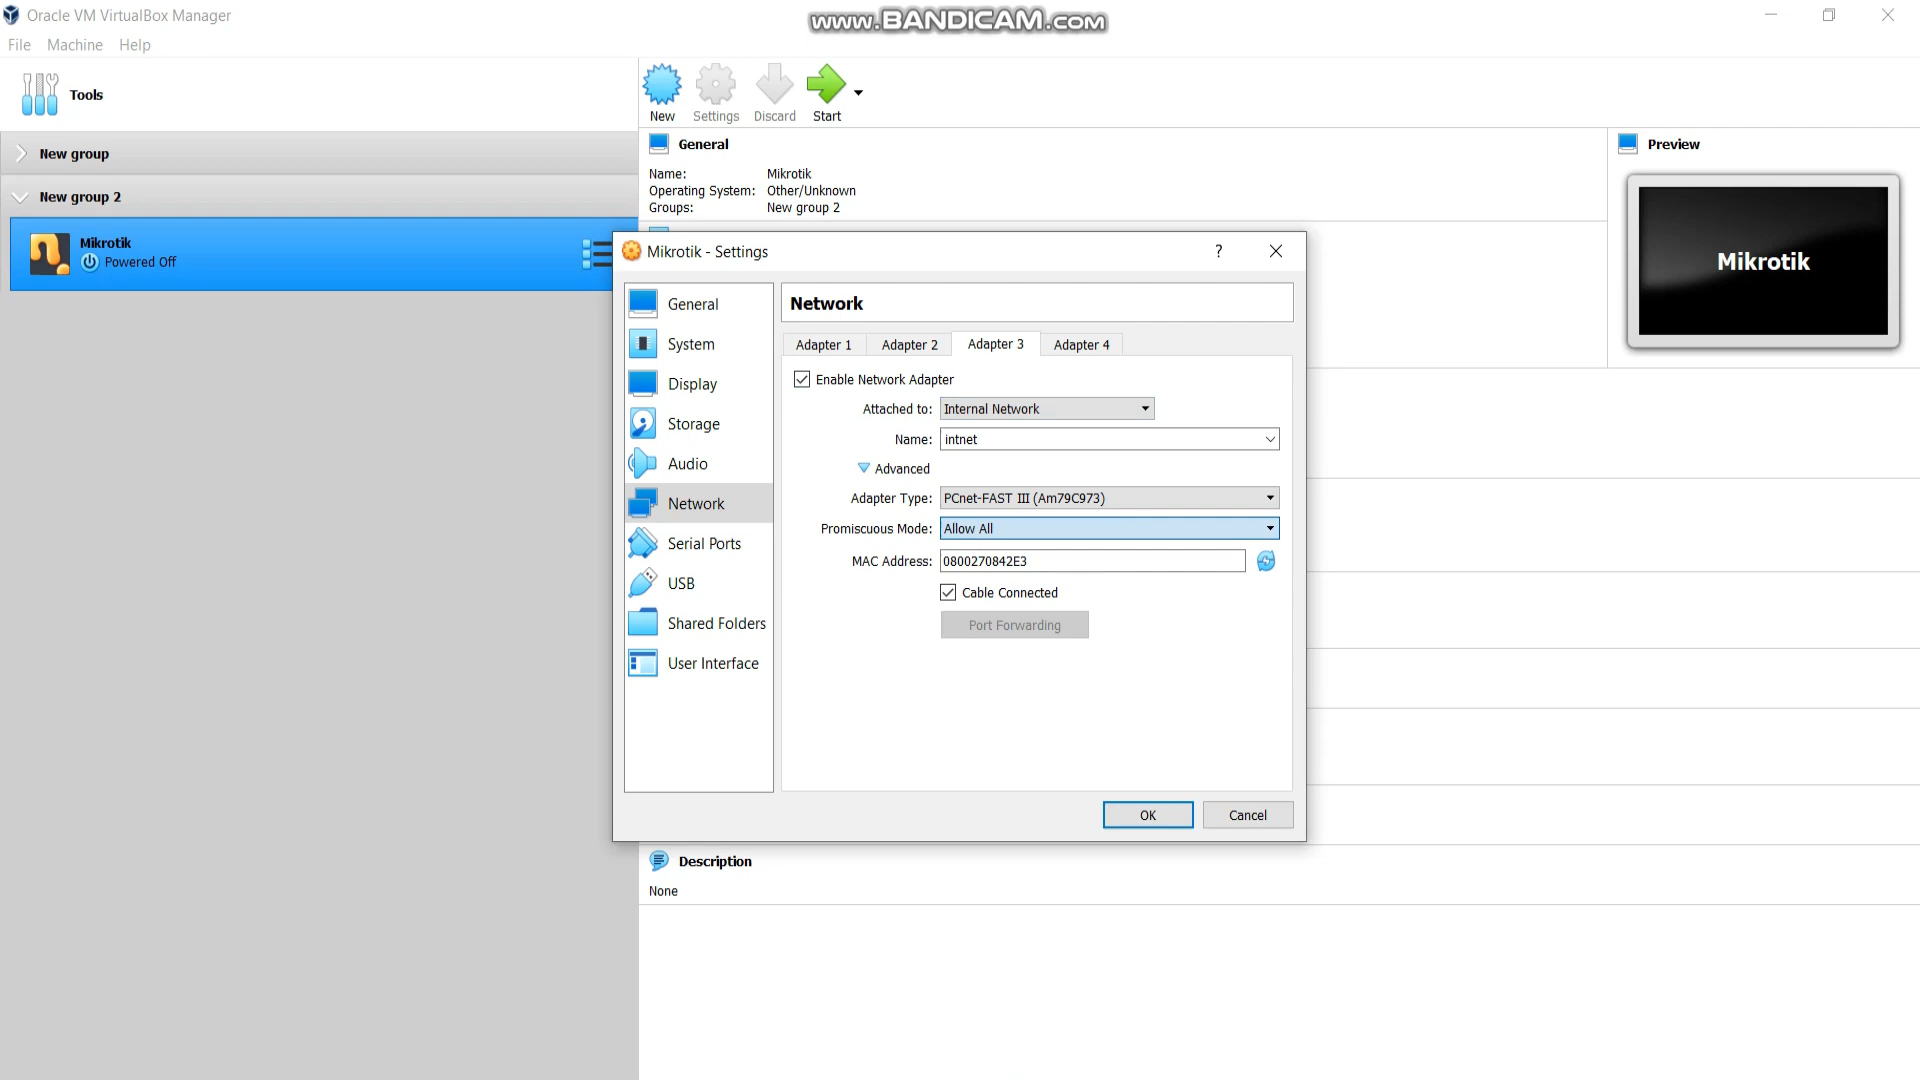 Oracle VM VirtualBox Manager
www.BANDICAM.com
File Machine Help
Tools
New Settings Discard Start
New group
New group 2
Mikrotik
Powered Off
General
Name: Mikrotik
Operating System: Other/Unknown
Groups: New group 2
Preview
Mikrotik
Mikrotik - Settings
?
General
System
Display
Storage
Audio
Network
Serial Ports
USB
Shared Folders
User Interface
Network
Adapter 1 Adapter 2 Adapter 3 Adapter 4
Enable Network Adapter
Attached to: Internal Network
Name: intnet
Advanced
Adapter Type: PCnet-FAST III (Am79C973)
Promiscuous Mode: Allow All
MAC Address: 0800270842E3
Cable Connected
Port Forwarding
OK Cancel
Description
None